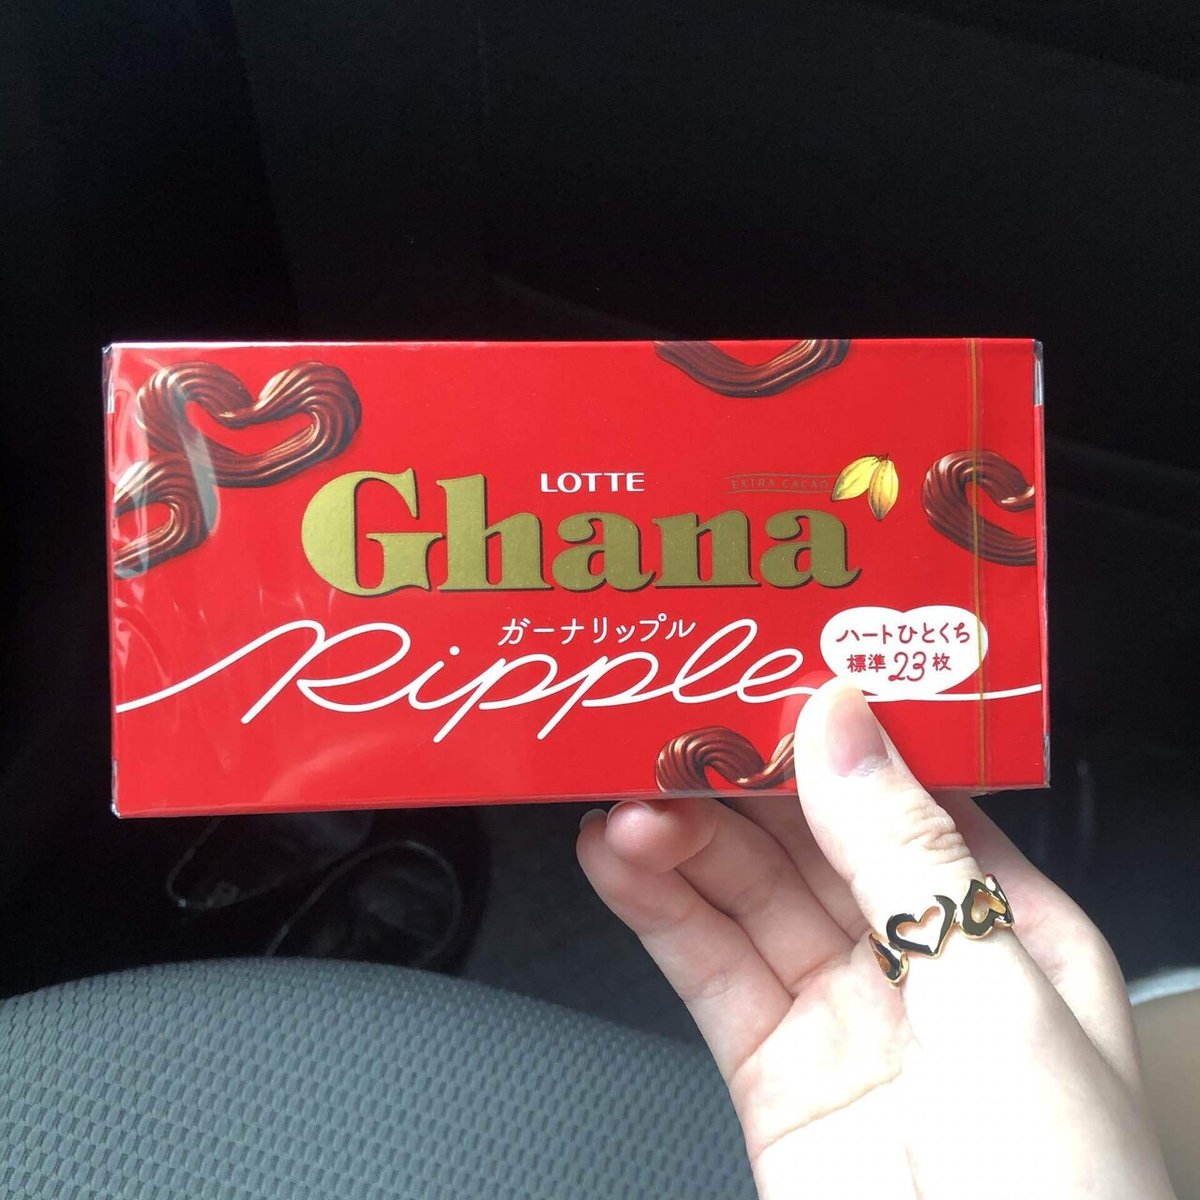 LOTTE
EXTRA CACAO
Ghana
ガーナリップル
Ripple
ハートひとくち
標準23枚